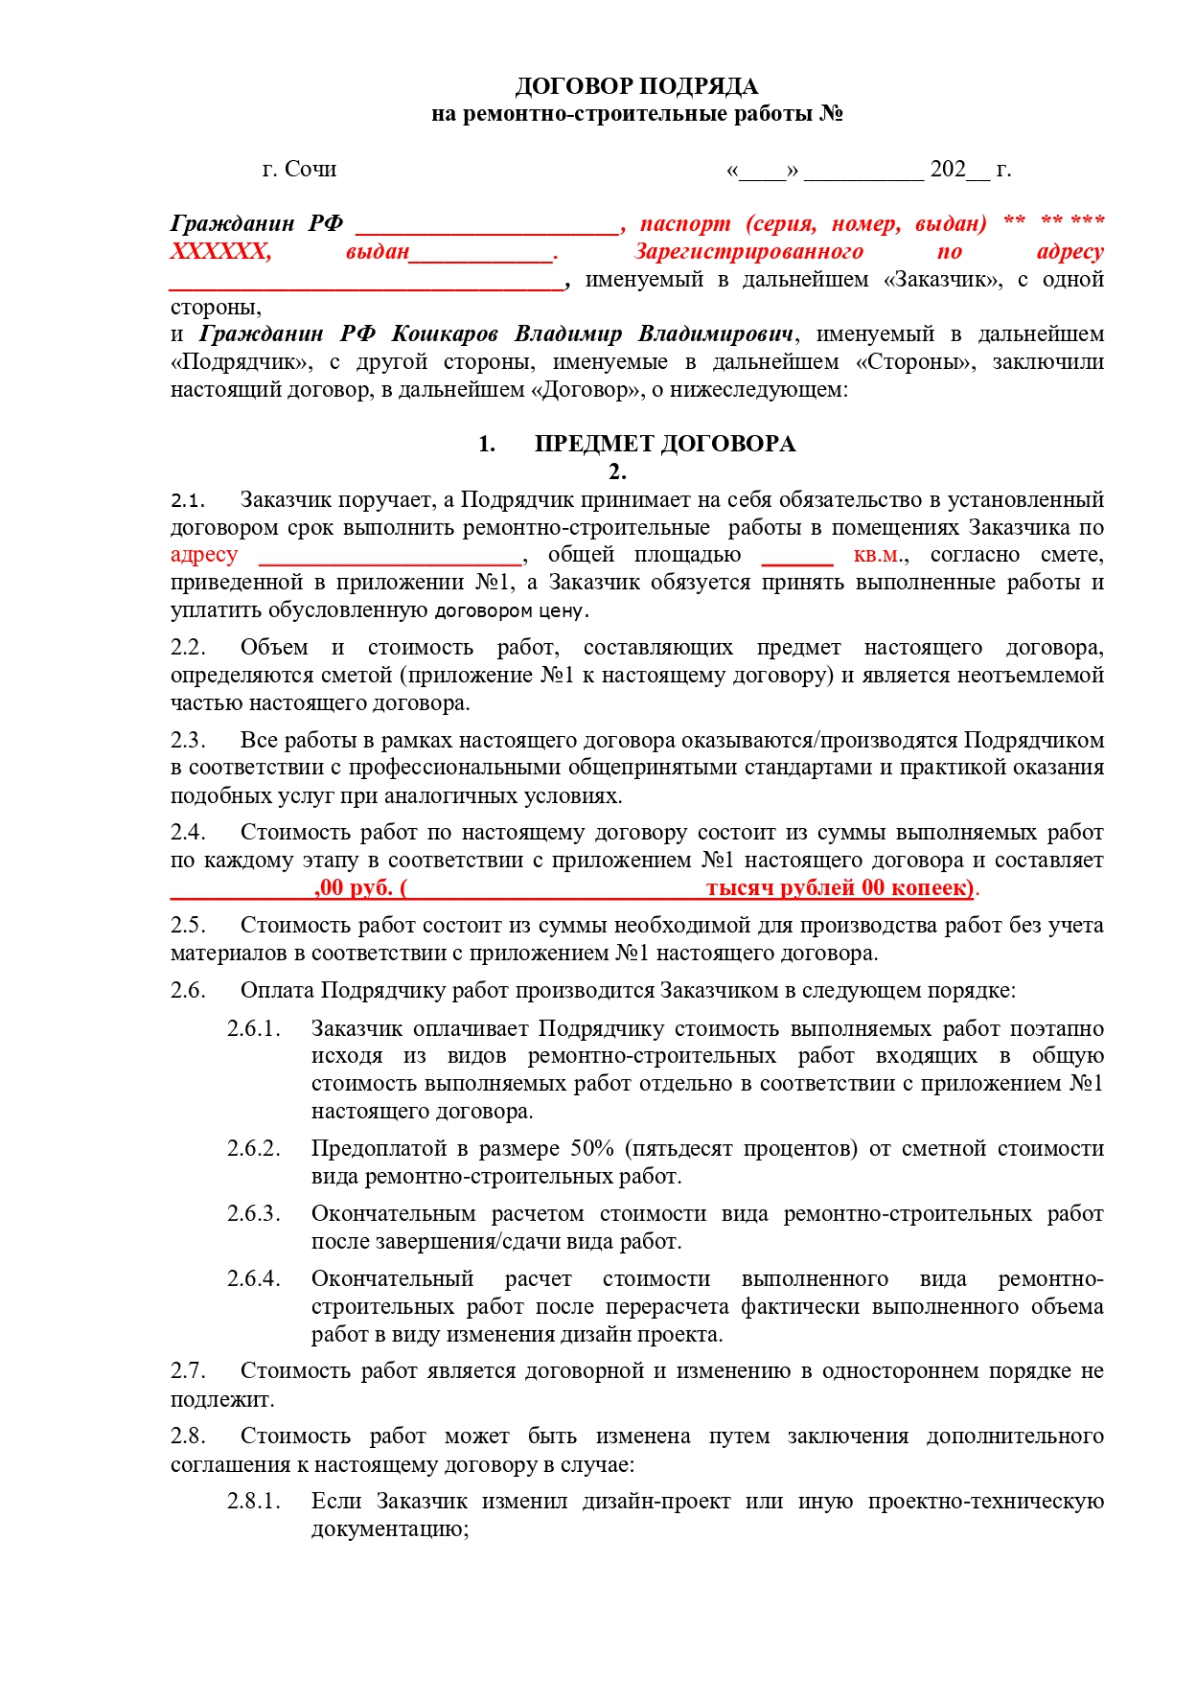 ДОГОВОР ПОДРЯДА
на ремонтно-строительные работы №
г. Сочи «____» __________ 202__ г.
Гражданин РФ ______________________, паспорт (серия, номер, выдан) ** ** ***
XXXXXX, выдан____________. Зарегистрированного по адресу
_________________________________, именуемый в дальнейшем «Заказчик», с одной
стороны,
и Гражданин РФ Кошкаров Владимир Владимирович, именуемый в дальнейшем
«Подрядчик», с другой стороны, именуемые в дальнейшем «Стороны», заключили
настоящий договор, в дальнейшем «Договор», о нижеследующем:
1. ПРЕДМЕТ ДОГОВОРА
2.
2.1. Заказчик поручает, а Подрядчик принимает на себя обязательство в установленный
договором срок выполнить ремонтно-строительные работы в помещениях Заказчика по
адресу ______________________, общей площадью ______ кв.м., согласно смете,
приведенной в приложении №1, а Заказчик обязуется принять выполненные работы и
уплатить обусловленную договором цену.
2.2. Объем и стоимость работ, составляющих предмет настоящего договора,
определяются сметой (приложение №1 к настоящему договору) и является неотъемлемой
частью настоящего договора.
2.3. Все работы в рамках настоящего договора оказываются/производятся Подрядчиком
в соответствии с профессиональными общепринятыми стандартами и практикой оказания
подобных услуг при аналогичных условиях.
2.4. Стоимость работ по настоящему договору состоит из суммы выполняемых работ
по каждому этапу в соответствии с приложением №1 настоящего договора и составляет
____________,00 руб. (_________________________ тысяч рублей 00 копеек).
2.5. Стоимость работ состоит из суммы необходимой для производства работ без учета
материалов в соответствии с приложением №1 настоящего договора.
2.6. Оплата Подрядчику работ производится Заказчиком в следующем порядке:
2.6.1. Заказчик оплачивает Подрядчику стоимость выполняемых работ поэтапно
исходя из видов ремонтно-строительных работ входящих в общую
стоимость выполняемых работ отдельно в соответствии с приложением №1
настоящего договора.
2.6.2. Предоплатой в размере 50% (пятьдесят процентов) от сметной стоимости
вида ремонтно-строительных работ.
2.6.3. Окончательным расчетом стоимости вида ремонтно-строительных работ
после завершения/сдачи вида работ.
2.6.4. Окончательный расчет стоимости выполненного вида ремонтно-
строительных работ после перерасчета фактически выполненного объема
работ в виду изменения дизайн проекта.
2.7. Стоимость работ является договорной и изменению в одностороннем порядке не
подлежит.
2.8. Стоимость работ может быть изменена путем заключения дополнительного
соглашения к настоящему договору в случае:
2.8.1. Если Заказчик изменил дизайн-проект или иную проектно-техническую
документацию;